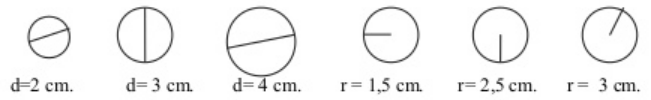 d=2 cm. d= 3 cm. d= 4 cm. r = 1,5 cm. r= 2,5 cm. r = 3 cm.